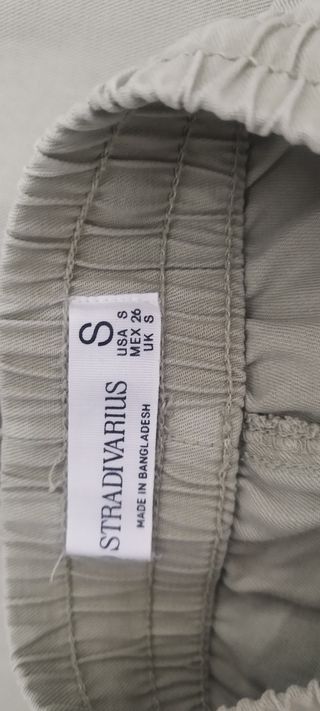 STRADIVARIUS
MADE IN BANGLADESH
S
USA S
MEX 26
UK S